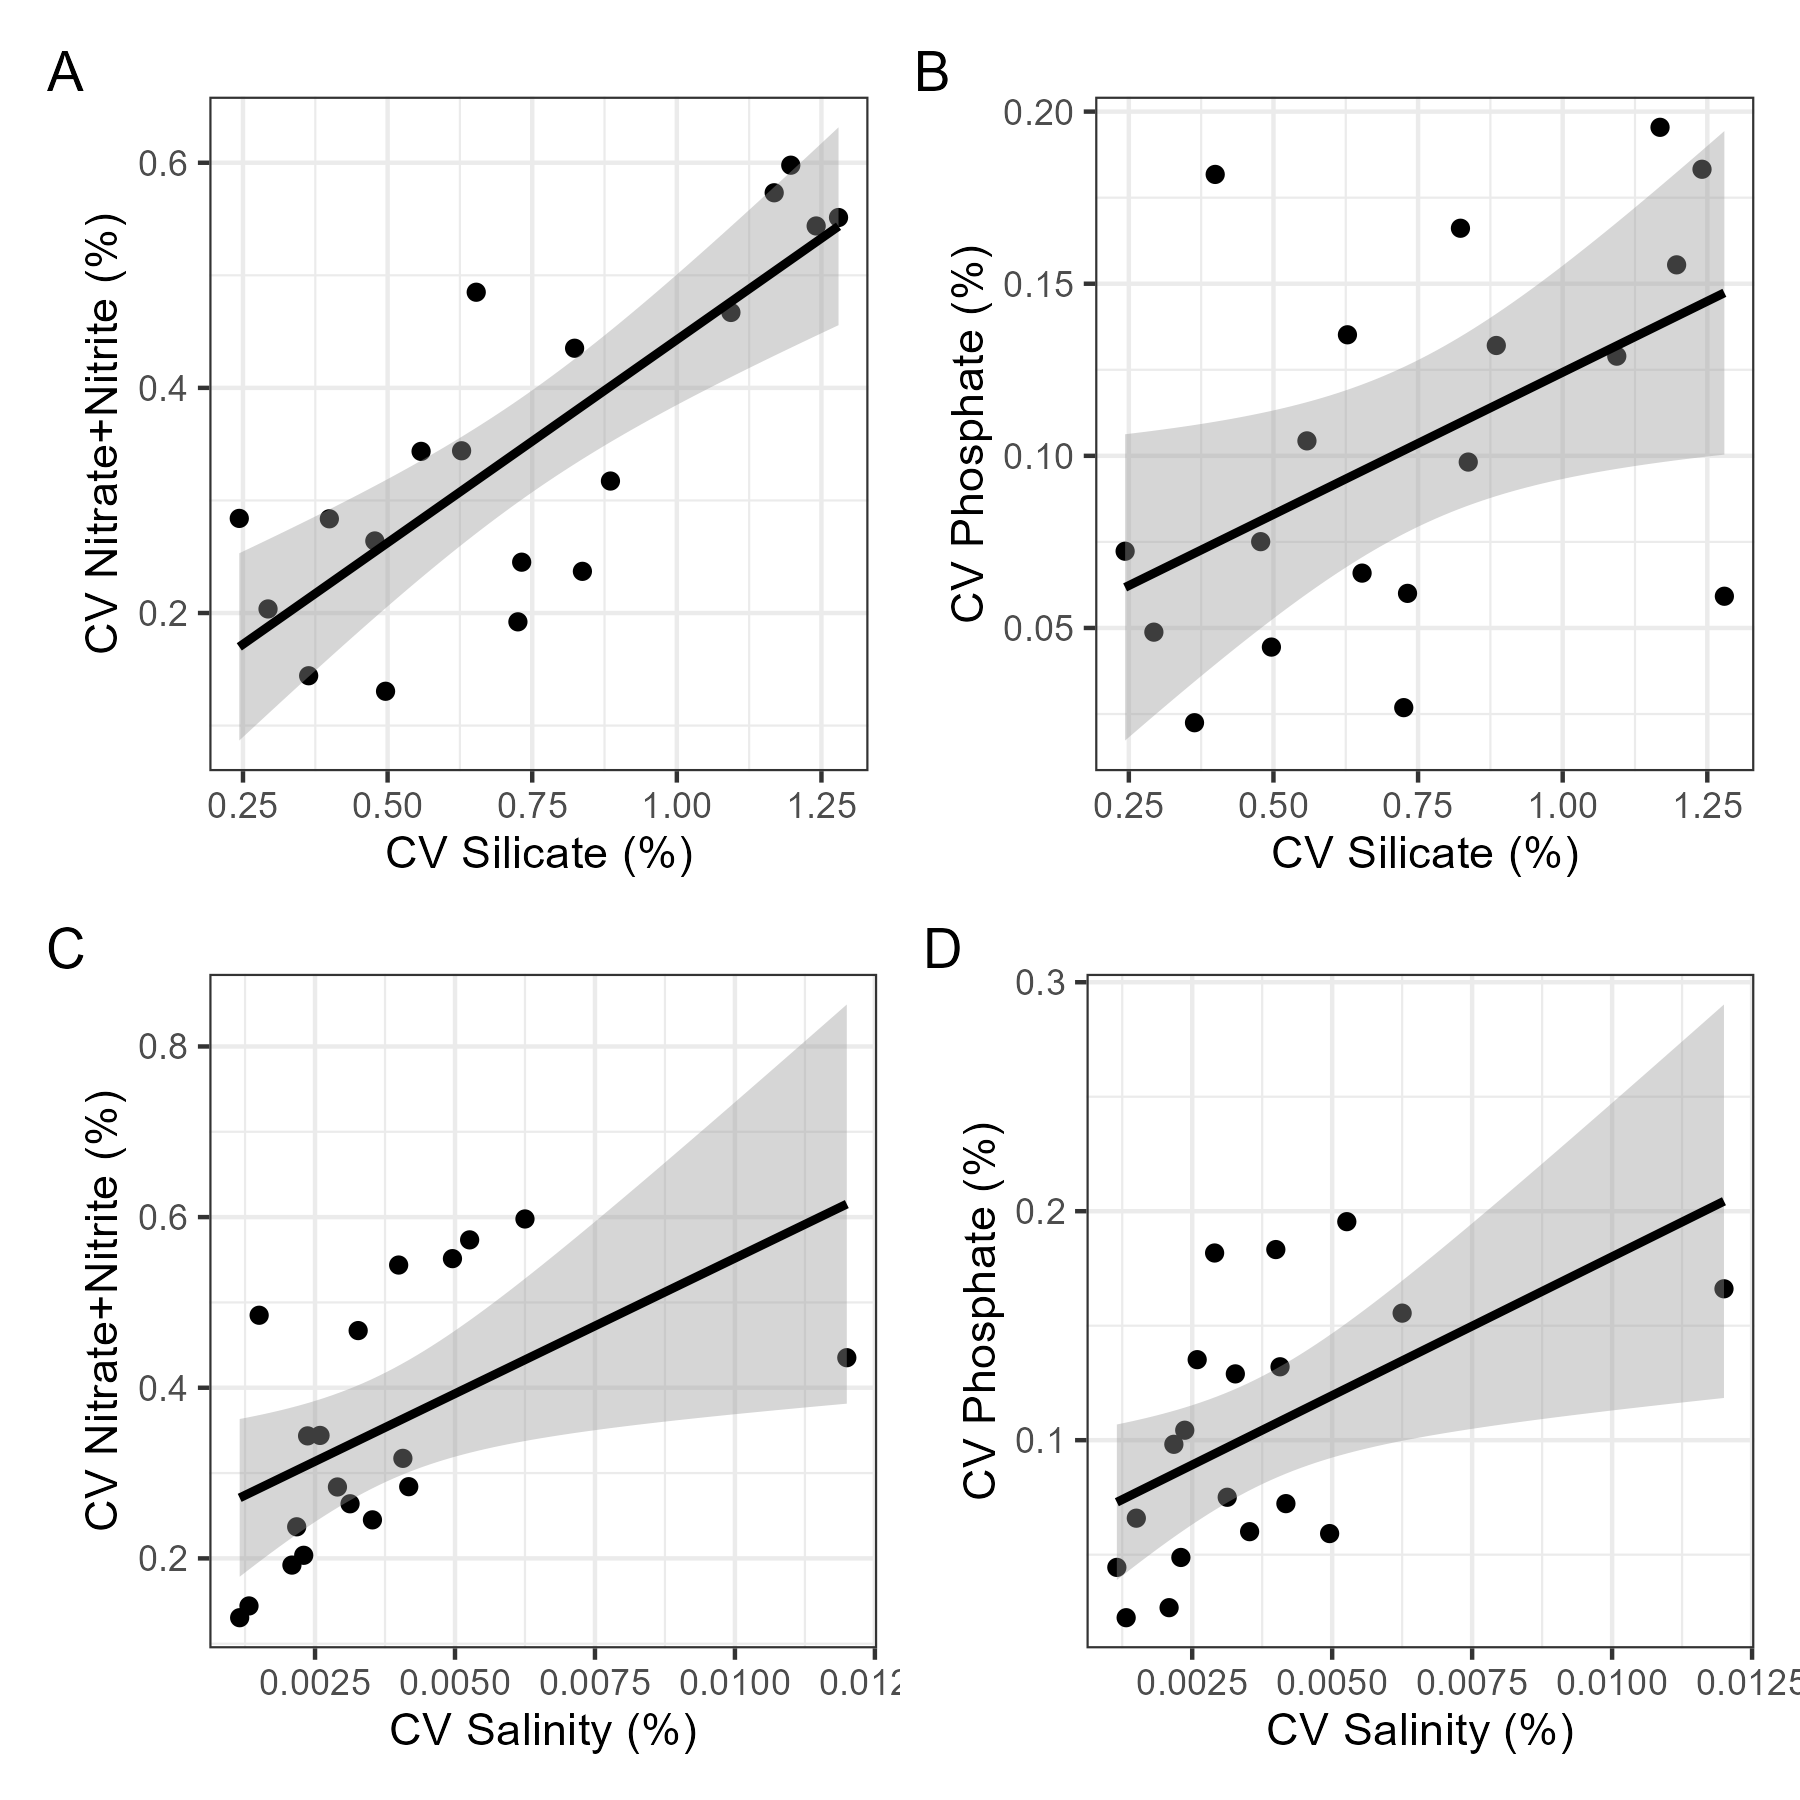 A
CV Nitrate+Nitrite (%)
0.6
0.4
0.2
0.25 0.50 0.75 1.00 1.25
CV Silicate (%)
B
CV Phosphate (%)
0.20
0.15
0.10
0.05
0.25 0.50 0.75 1.00 1.25
CV Silicate (%)
C
CV Nitrate+Nitrite (%)
0.8
0.6
0.4
0.2
0.0025 0.0050 0.0075 0.0100
CV Salinity (%)
D
CV Phosphate (%)
0.3
0.2
0.1
0.0025 0.0050 0.0075 0.0100 0.0125
CV Salinity (%)